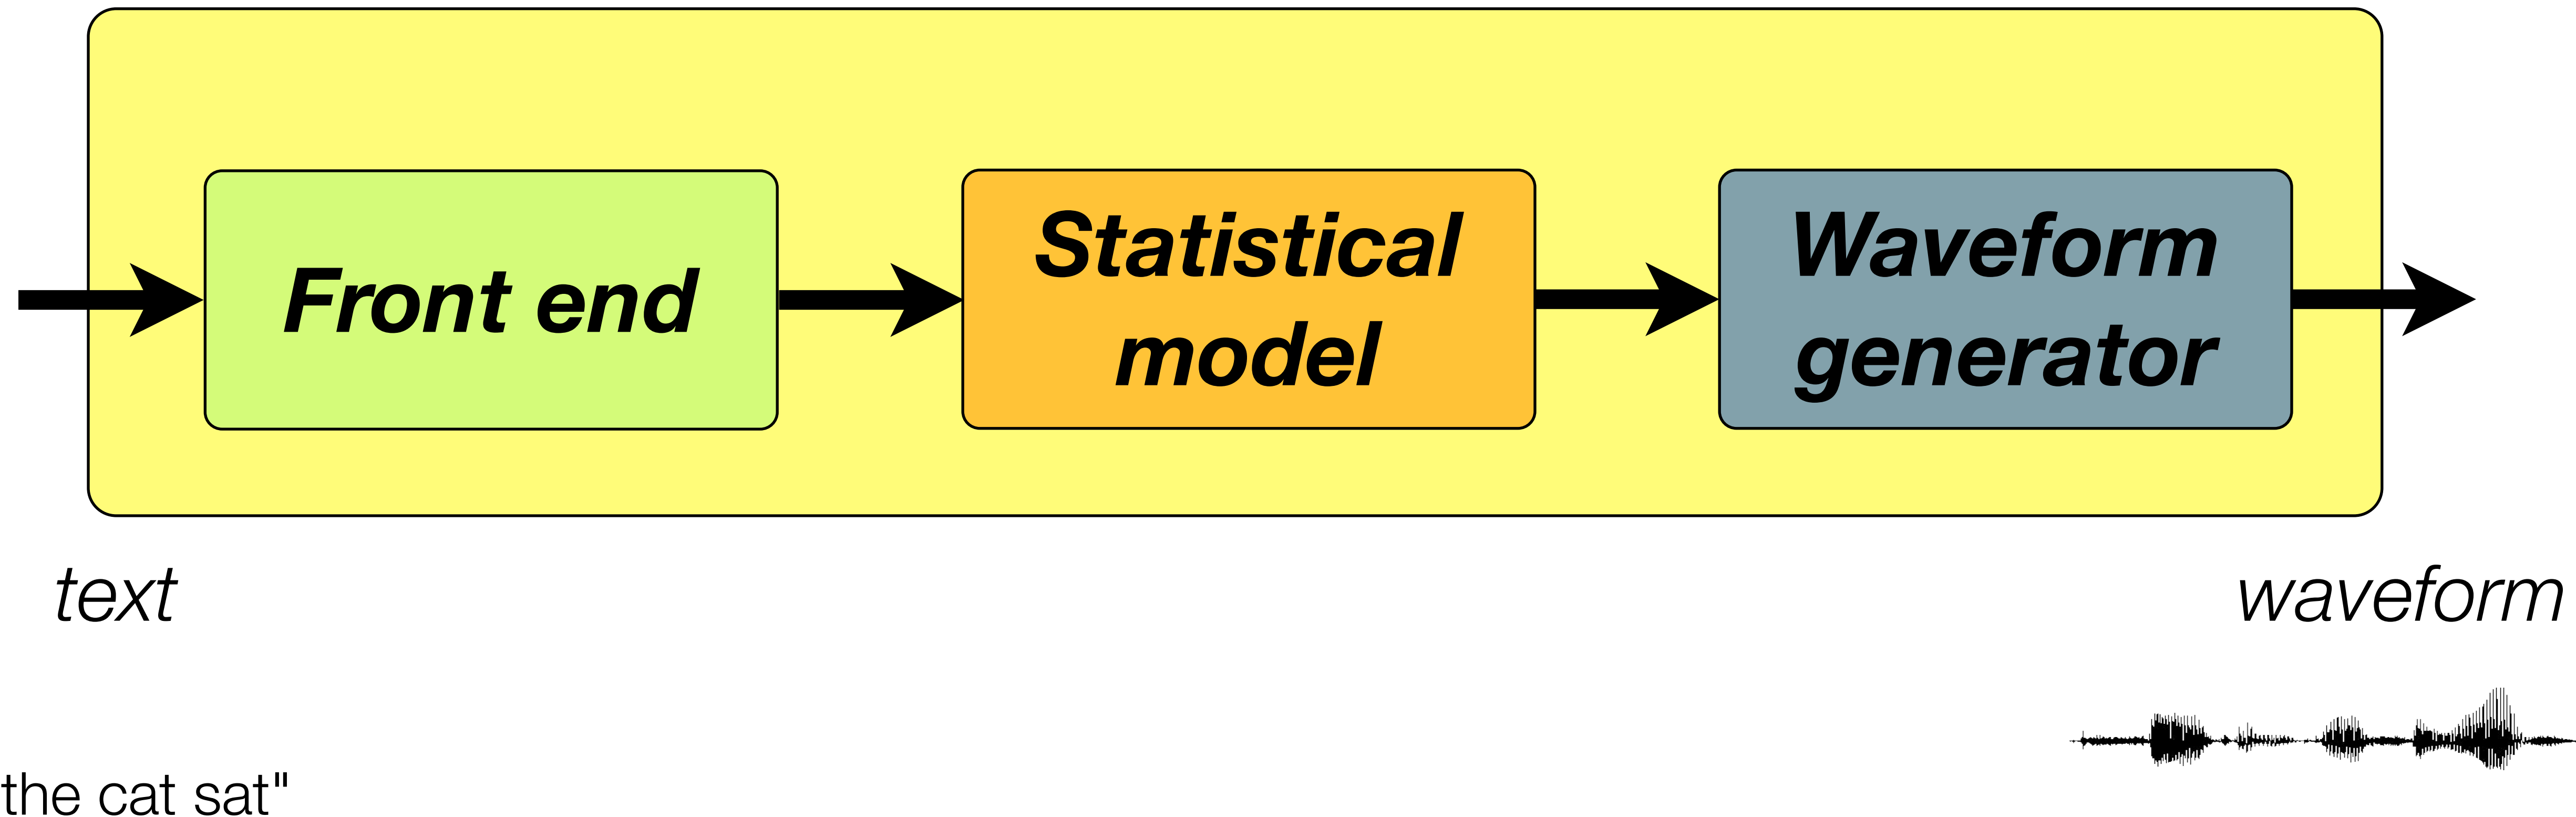 Front end
Statistical
model
Waveform
generator
text
waveform
the cat sat"